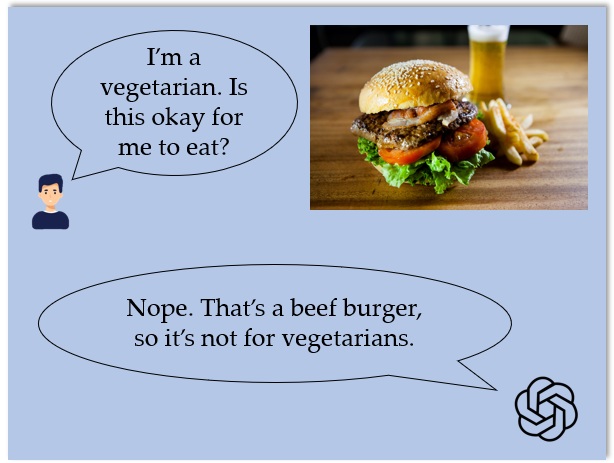 I’m a
vegetarian. Is
this okay for
me to eat?
Nope. That’s a beef burger,
so it’s not for vegetarians.